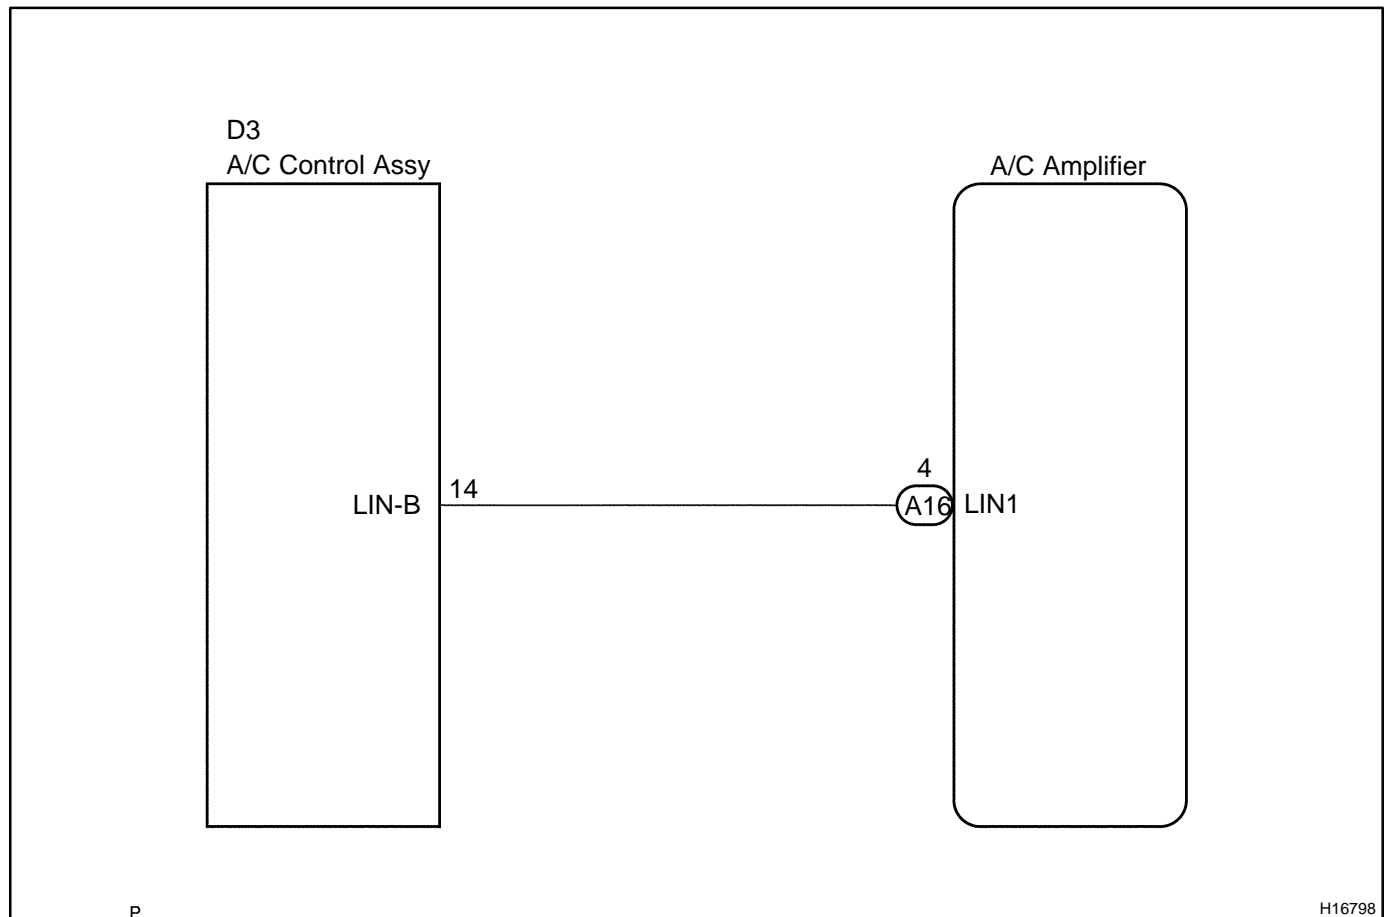 D3
A/C Control Assy
A/C Amplifier
4
LIN-B 14 A16 LIN1
P
H16798